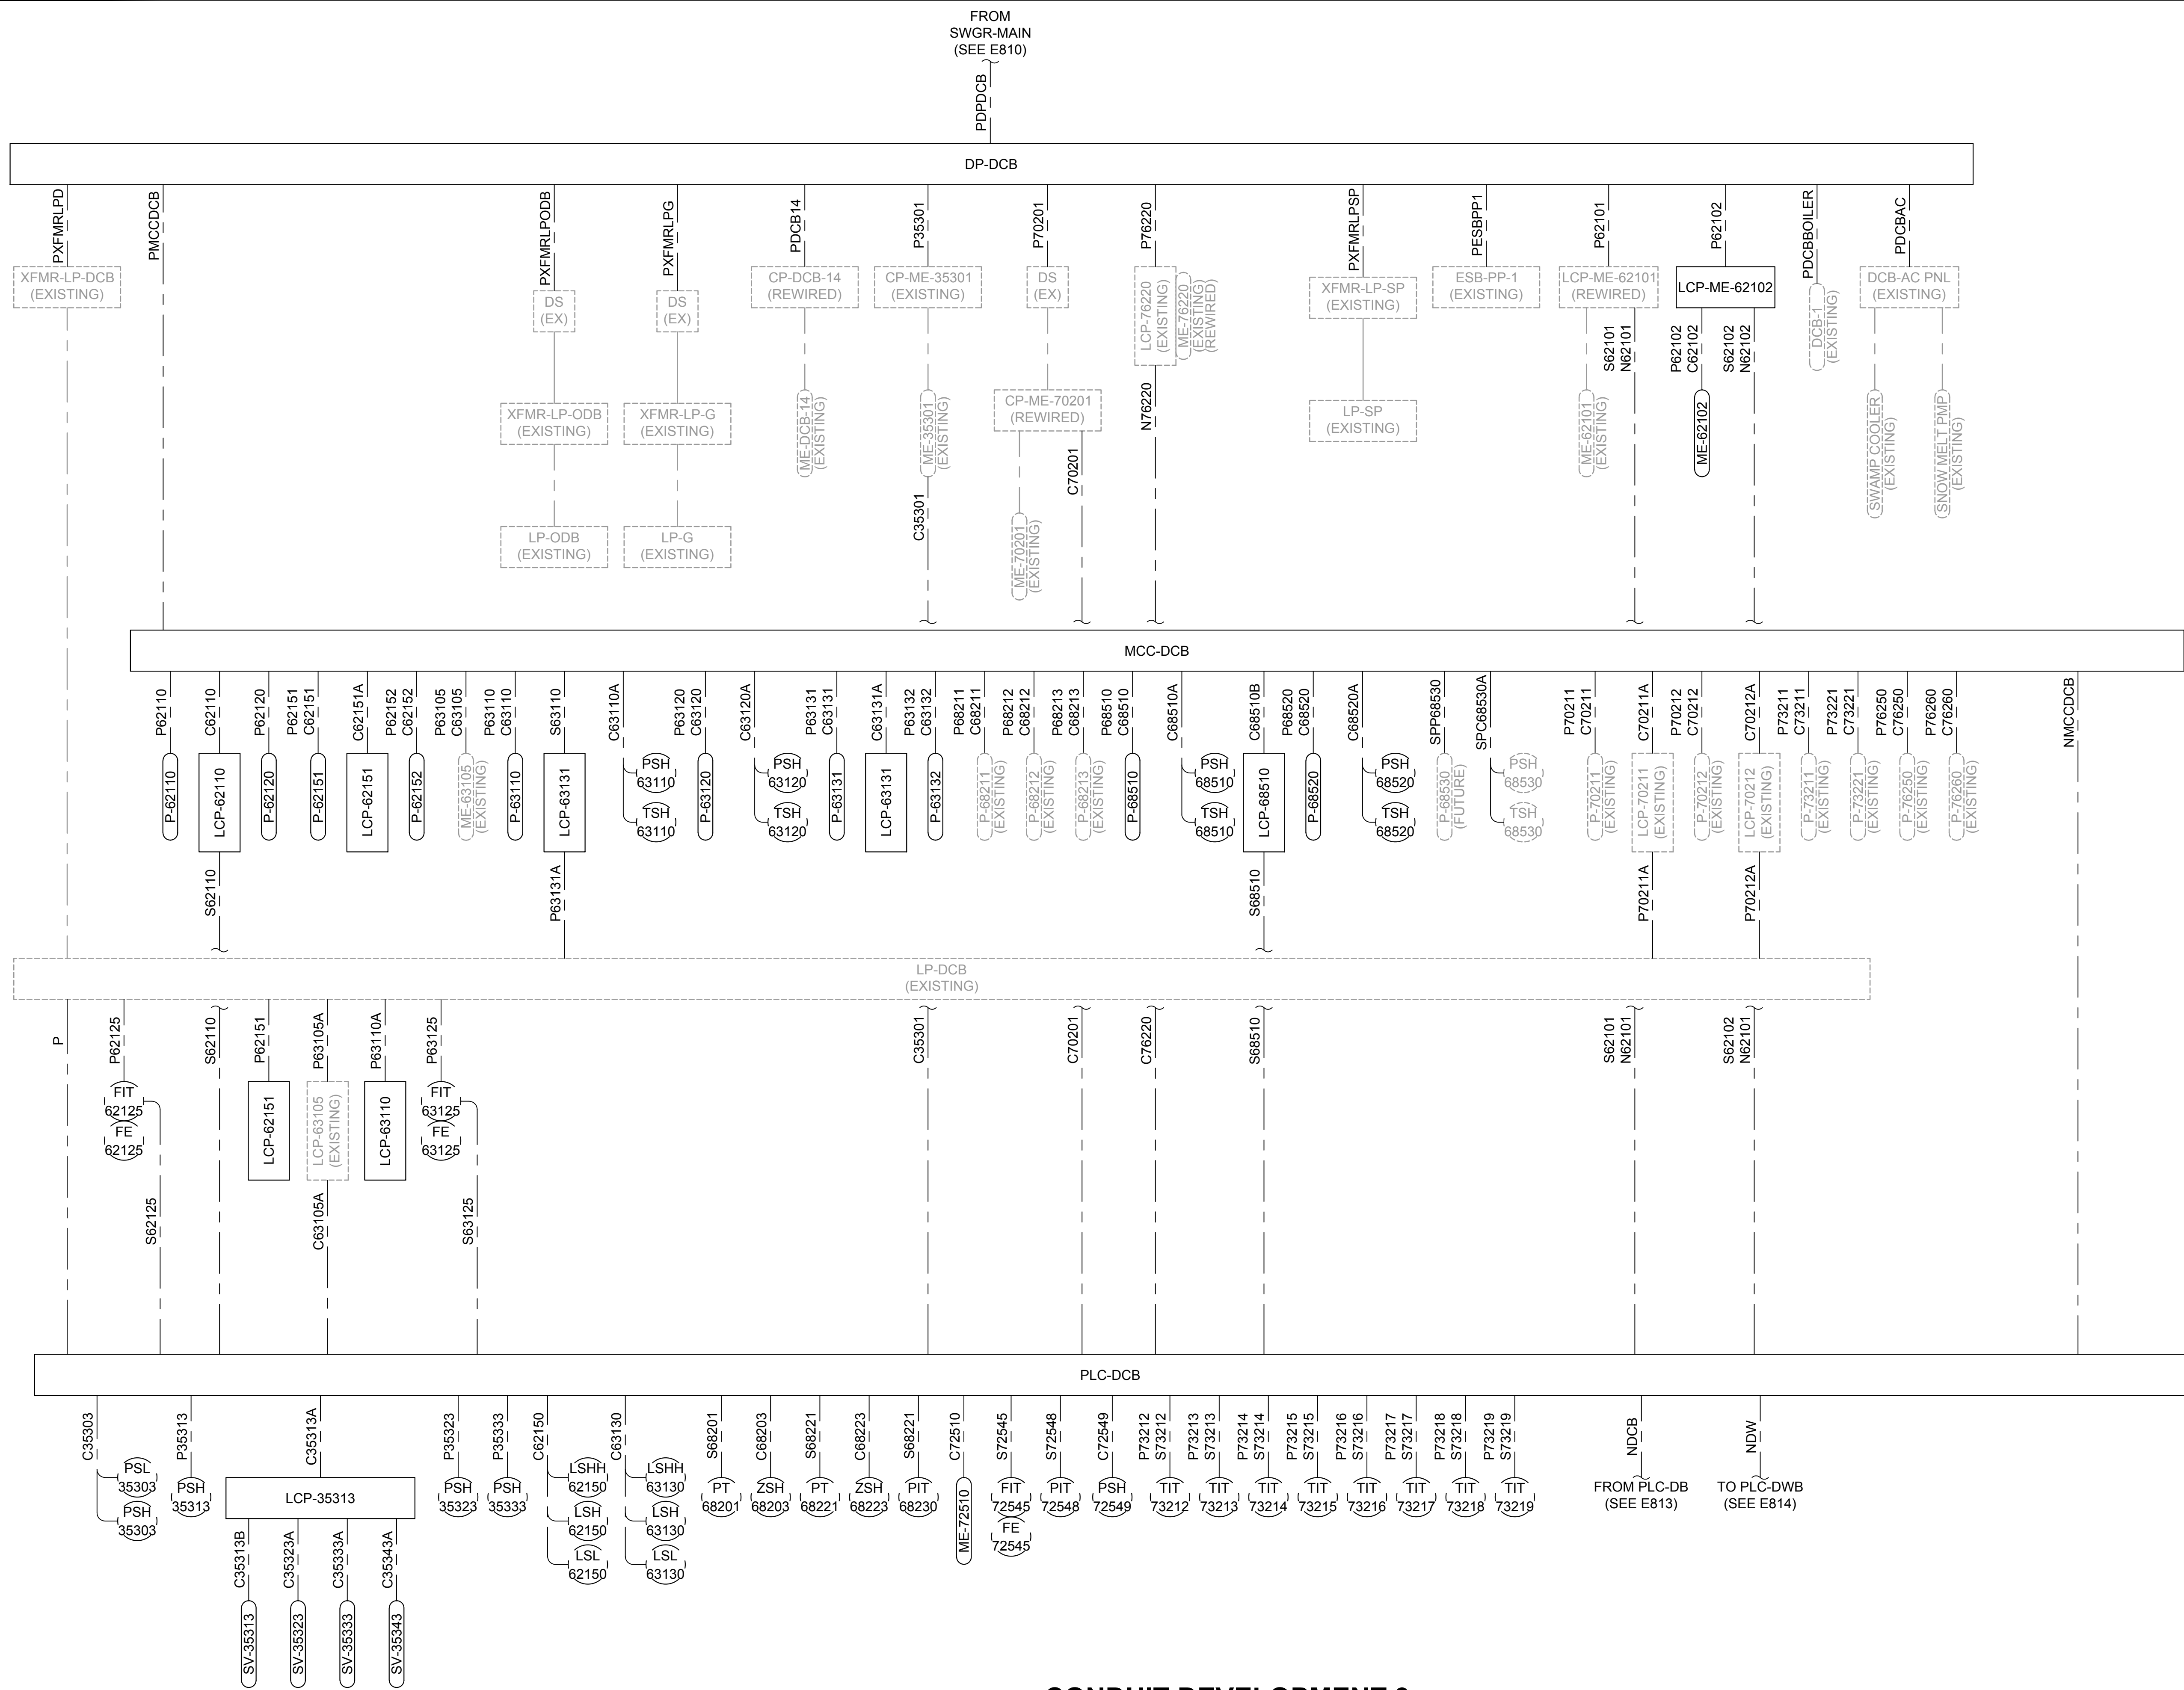 FROM
SWGR-MAIN
(SEE E810)
PDPDCB
DP-DCB
PXFMRLPD
PMCCDCB
PXFMRLPODB
PXFMRLPG
PDCB14
P35301
P70201
P76220
PXFMRLPSP
PESBPP1
P62101
P62102
PDCBBOILER
PDCBAC
XFMR-LP-DCB
(EXISTING)
DS
(EX)
DS
(EX)
CP-DCB-14
(REWIRED)
CP-ME-35301
(EXISTING)
DS
(EX)
LCP-76220
(EXISTING)
ME-76220
(EXISTING)
(REWIRED)
XFMR-LP-SP
(EXISTING)
ESB-PP-1
(EXISTING)
LCP-ME-62101
(REWIRED)
LCP-ME-62102
DCB-1
(EXISTING)
DCB-AC PNL
(EXISTING)
S62101
N62101
P62102
C62102
S62102
N62102
XFMR-LP-ODB
(EXISTING)
XFMR-LP-G
(EXISTING)
ME-DCB-14
(EXISTING)
ME-35301
(EXISTING)
CP-ME-70201
(REWIRED)
N76220
LP-SP
(EXISTING)
ME-62101
(EXISTING)
ME-62102
SWAMP COOLER
(EXISTING)
SNOW MELT PMP
(EXISTING)
C35301
C70201
LP-ODB
(EXISTING)
LP-G
(EXISTING)
ME-70201
(EXISTING)
MCC-DCB
P62110
C62110
P62120
P62151
C62151
C62151A
P62152
C62152
P63105
C63105
P63110
C63110
S63110
C63110A
P63120
C63120
C63120A
P63131
C63131
C63131A
P63132
C63132
P68211
C68211
P68212
C68212
P68213
C68213
P68510
C68510
C68510A
C68510B
P68520
C68520
C68520A
SPP68530
SPC68530A
P70211
C70211
C70211A
P70212
C70212
C70212A
P73211
C73211
P73221
C73221
P76250
C76250
P76260
C76260
NMCCDCB
P-62110
LCP-62110
P-62120
P-62151
LCP-62151
P-62152
ME-63105
(EXISTING)
P-63110
LCP-63131
PSH
63110
TSH
63110
P-63120
PSH
63120
TSH
63120
P-63131
LCP-63131
P-63132
P-68211
(EXISTING)
P-68212
(EXISTING)
P-68213
(EXISTING)
P-68510
PSH
68510
TSH
68510
LCP-68510
P-68520
PSH
68520
TSH
68520
P-68530
(FUTURE)
PSH
68530
TSH
68530
P-70211
(EXISTING)
LCP-70211
(EXISTING)
P-70212
(EXISTING)
LCP-70212
(EXISTING)
P-73211
(EXISTING)
P-73221
(EXISTING)
P-76250
(EXISTING)
P-76260
(EXISTING)
S62110
P63131A
S68510
P70211A
P70212A
LP-DCB
(EXISTING)
P
P62125
S62110
P62151
P63105A
P63110A
P63125
C35301
C70201
C76220
S68510
S62101
N62101
S62102
N62101
FIT
62125
FE
62125
LCP-62151
LCP-63105
(EXISTING)
LCP-63110
FIT
63125
FE
63125
S62125
C63105A
S63125
PLC-DCB
C35303
P35313
C35313A
P35323
P35333
C62150
C63130
S68201
C68203
S68221
C68223
S68221
C72510
S72545
S72548
C72549
P73212
S73212
P73213
S73213
P73214
S73214
P73215
S73215
P73216
S73216
P73217
S73217
P73218
S73218
P73219
S73219
NDCB
NDW
PSL
35303
PSH
35303
PSH
35313
LCP-35313
PSH
35323
PSH
35333
LSHH
62150
LSH
62150
LSL
62150
LSHH
63130
LSH
63130
LSL
63130
PT
68201
ZSH
68203
PT
68221
ZSH
68223
PIT
68230
ME-72510
FIT
72545
FE
72545
PIT
72548
PSH
72549
TIT
73212
TIT
73213
TIT
73214
TIT
73215
TIT
73216
TIT
73217
TIT
73218
TIT
73219
FROM PLC-DB
(SEE E813)
TO PLC-DWB
(SEE E814)
C35313B
C35323A
C35333A
C35343A
SV-35313
SV-35323
SV-35333
SV-35343